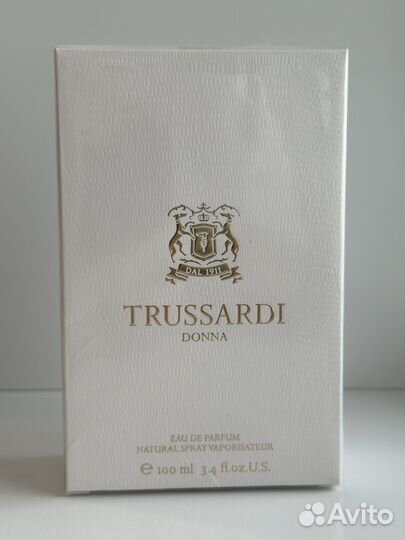 DAL 1911
TRUSSARDI
DONNA
EAU DE PARFUM
NATURAL SPRAY VAPORISATEUR
℮ 100 ml 3.4 fl.oz.U.S.
Avito